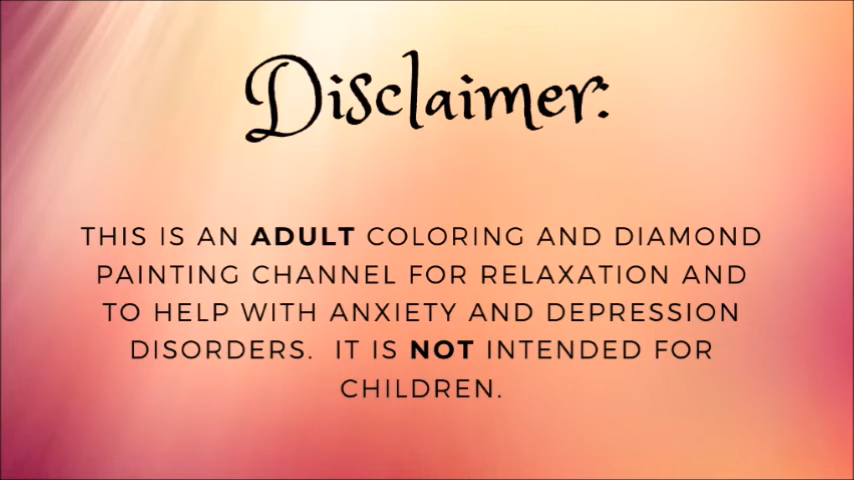 Disclaimer:
THIS IS AN ADULT COLORING AND DIAMOND
PAINTING CHANNEL FOR RELAXATION AND
TO HELP WITH ANXIETY AND DEPRESSION
DISORDERS.  IT IS NOT INTENDED FOR
CHILDREN.